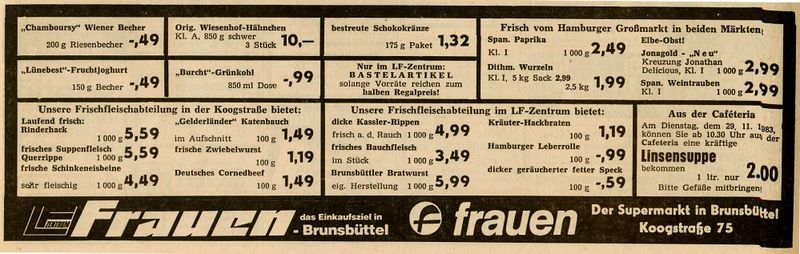 „Chamboursy" Wiener Becher
200 g Riesenbecher -,49
Orig. Wiesenhof-Hähnchen
Kl. A, 850 g schwer
3 Stück 10,—
bestreute Schokokränze
175 g Paket 1,32
Frisch vom Hamburger Großmarkt in beiden Märkten:
Span. Paprika
Kl. I 1 000 g 2,49
Dithm. Wurzeln
Kl. I, 5 kg Sack 2,99
2,5 kg 1,99
Elbe-Obst!
Jonagold - „Neu"
Kreuzung Jonathan
Delicious, Kl. I 1 000 g 2,99
Span. Weintrauben
Kl. I 1 000 g 2,99
„Lünebest"-Fruchtjoghurt
150 g Becher -,49
„Burcht"-Grünkohl
850 ml Dose -,99
Nur im LF-Zentrum:
BASTELARTIKEL
solange Vorräte reichen zum
halben Regalpreis!
Unsere Frischfleischabteilung in der Koogstraße bietet:
Laufend frisch:
Rinderhack
1 000 g 5,59
frisches Suppenfleisch
Querrippe 1 000 g 5,59
frische Schinkeneisbeine
sehr fleischig 1 000 g 4,49
„Gelderländer" Katenbauch
im Aufschnitt 100 g 1,49
frische Zwiebelwurst
100 g 1,19
Deutsches Cornedbeef
100 g 1,49
Unsere Frischfleischabteilung im LF-Zentrum bietet:
dicke Kassler-Rippen
frisch a. d. Rauch 1 000 g 4,99
frisches Bauchfleisch
im Stück 1 000 g 3,49
Brunsbüttler Bratwurst
eig. Herstellung 1 000 g 5,99
Kräuter-Hackbraten
100 g 1,19
Hamburger Leberrolle
100 g -,99
dicker geräucherter fetter Speck
100 g -,59
Aus der Cafeteria
Am Dienstag, dem 29. 11. 1983,
können Sie ab 10.30 Uhr aus der
Cafeteria eine kräftige
Linsensuppe
bekommen
1 ltr. nur 2.00
Bitte Gefäße mitbringen!
Frauen das Einkaufsziel in
- Brunsbüttel
frauen
Der Supermarkt in Brunsbüttel
Koogstraße 75